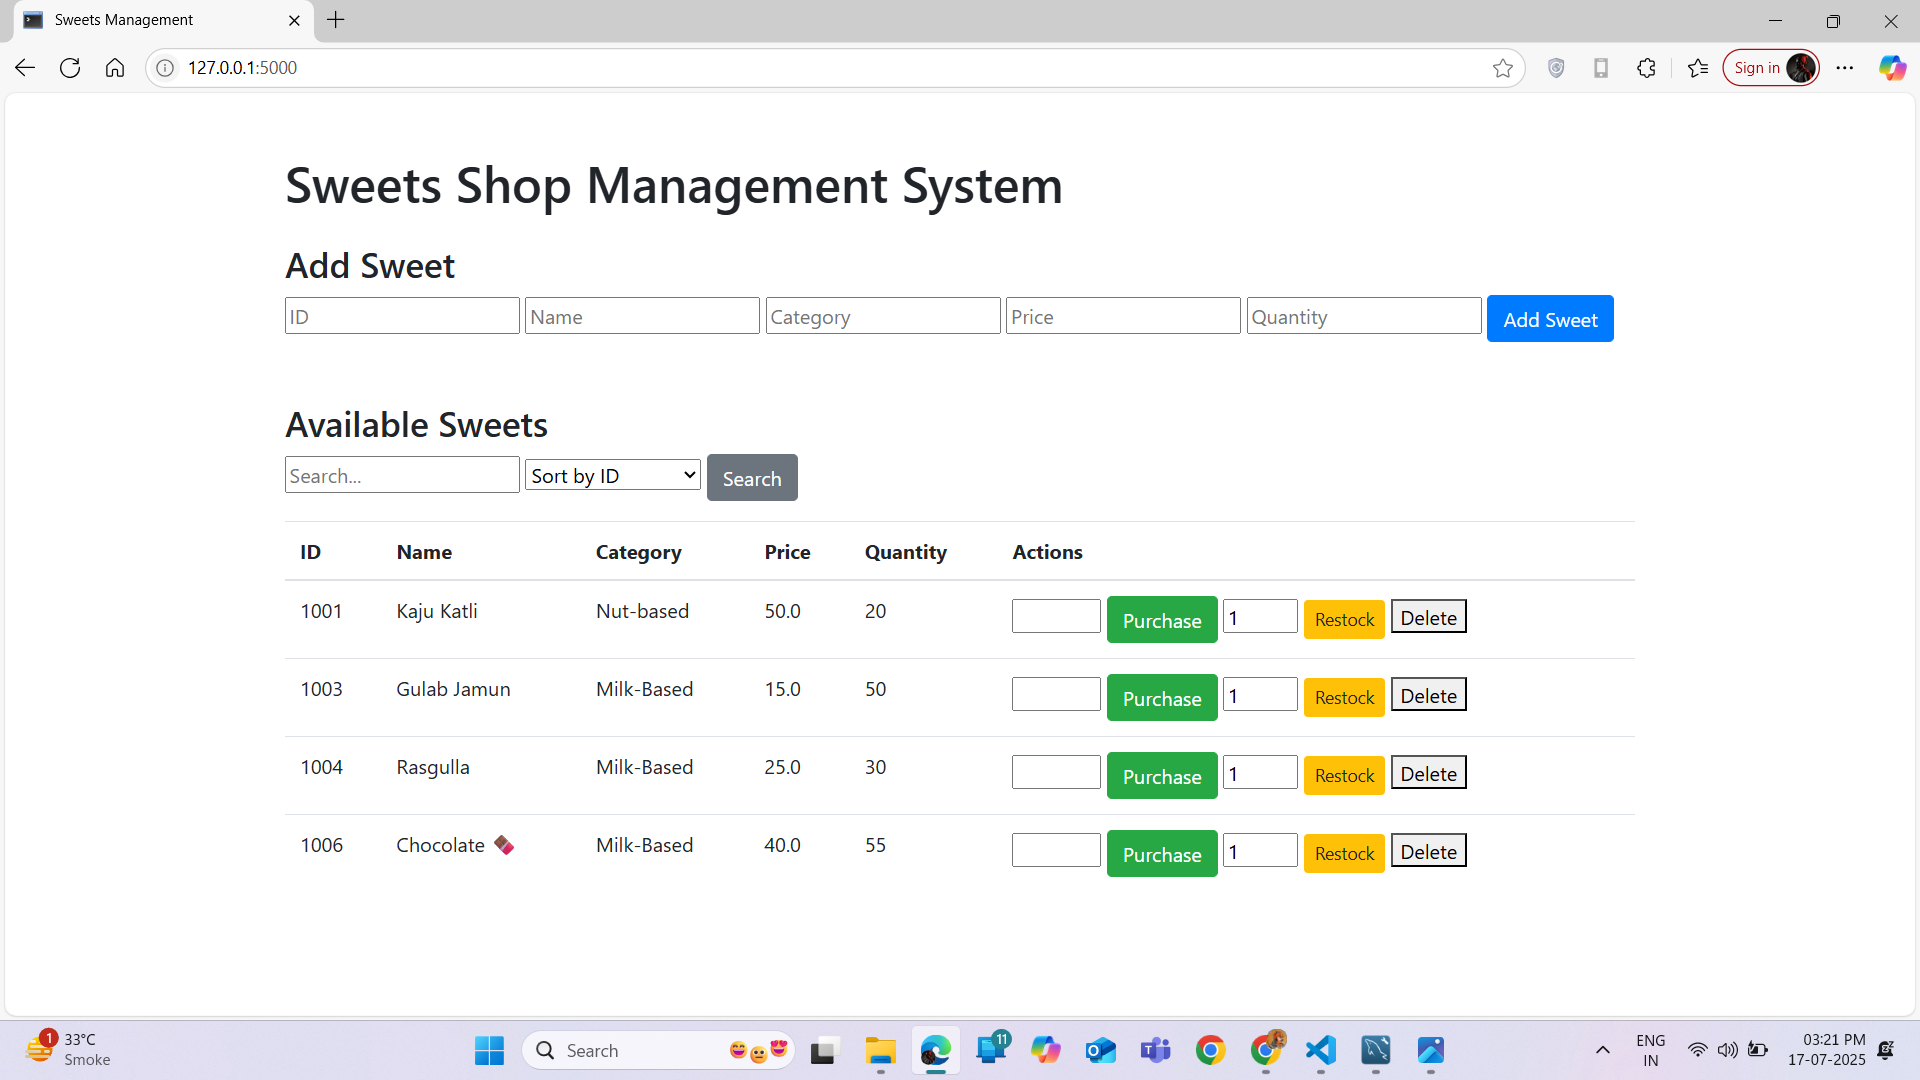 Sweets Management
127.0.0.1:5000
Sign in
Sweets Shop Management System
Add Sweet
ID Name Category Price Quantity Add Sweet
Available Sweets
Search... Sort by ID Search
ID Name Category Price Quantity Actions
1001 Kaju Katli Nut-based 50.0 20 Purchase 1 Restock Delete
1003 Gulab Jamun Milk-Based 15.0 50 Purchase 1 Restock Delete
1004 Rasgulla Milk-Based 25.0 30 Purchase 1 Restock Delete
1006 Chocolate 🍫 Milk-Based 40.0 55 Purchase 1 Restock Delete
1 33°C
Smoke
Search
11
ENG
IN
03:21 PM
17-07-2025